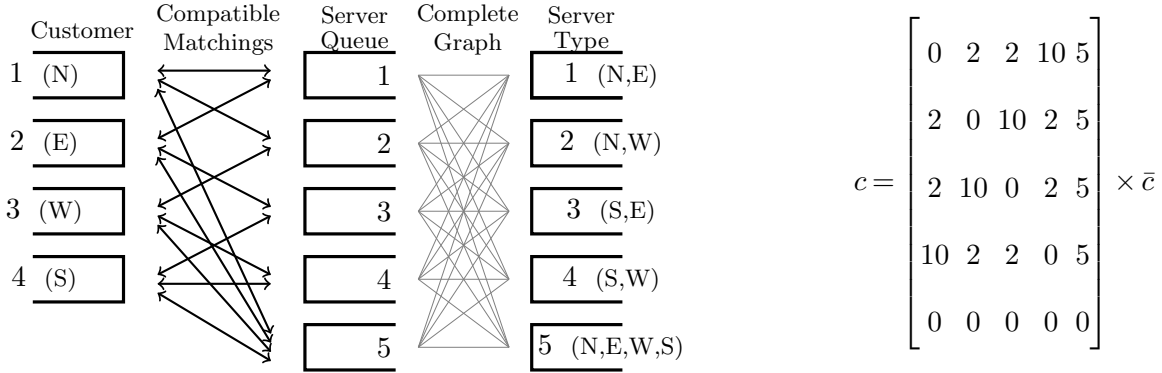 Customer
Compatible Matchings
Server Queue
Complete Graph
Server Type
1 (N) 1 1 (N,E)
2 (E) 2 2 (N,W)
3 (W) 3 3 (S,E)
4 (S) 4 4 (S,W)
5 5 (N,E,W,S)
c =
0 2 2 10 5
2 0 10 2 5
2 10 0 2 5
10 2 2 0 5
0 0 0 0 0
× c̄